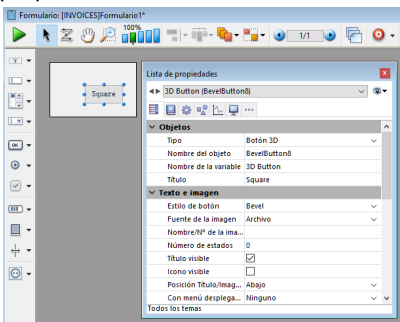 Formulario: [INVOICES]Formulario1*
100%
1/1
Square
Lista de propiedades
3D Button (BevelButton8)
Objetos
Tipo Botón 3D
Nombre del objeto BevelButton8
Nombre de la variable 3D Button
Título Square
Texto e imagen
Estilo de botón Bevel
Fuente de la imagen Archivo
Nombre/Nº de la ima...
Número de estados 0
Título visible
Icono visible
Posición Título/Imag... Abajo
Con menú desplega... Ninguno
Todos los temas